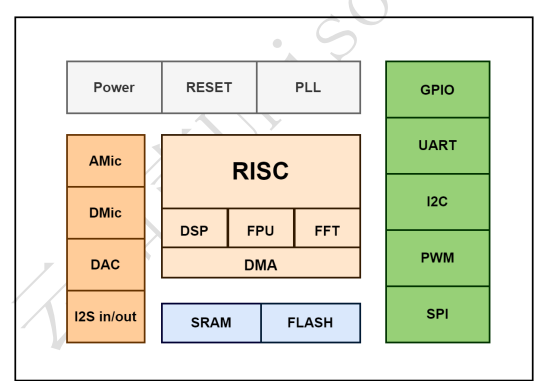 Power RESET PLL
AMic
DMic
DAC
I2S in/out
RISC
DSP FPU FFT
DMA
SRAM FLASH
GPIO
UART
I2C
PWM
SPI